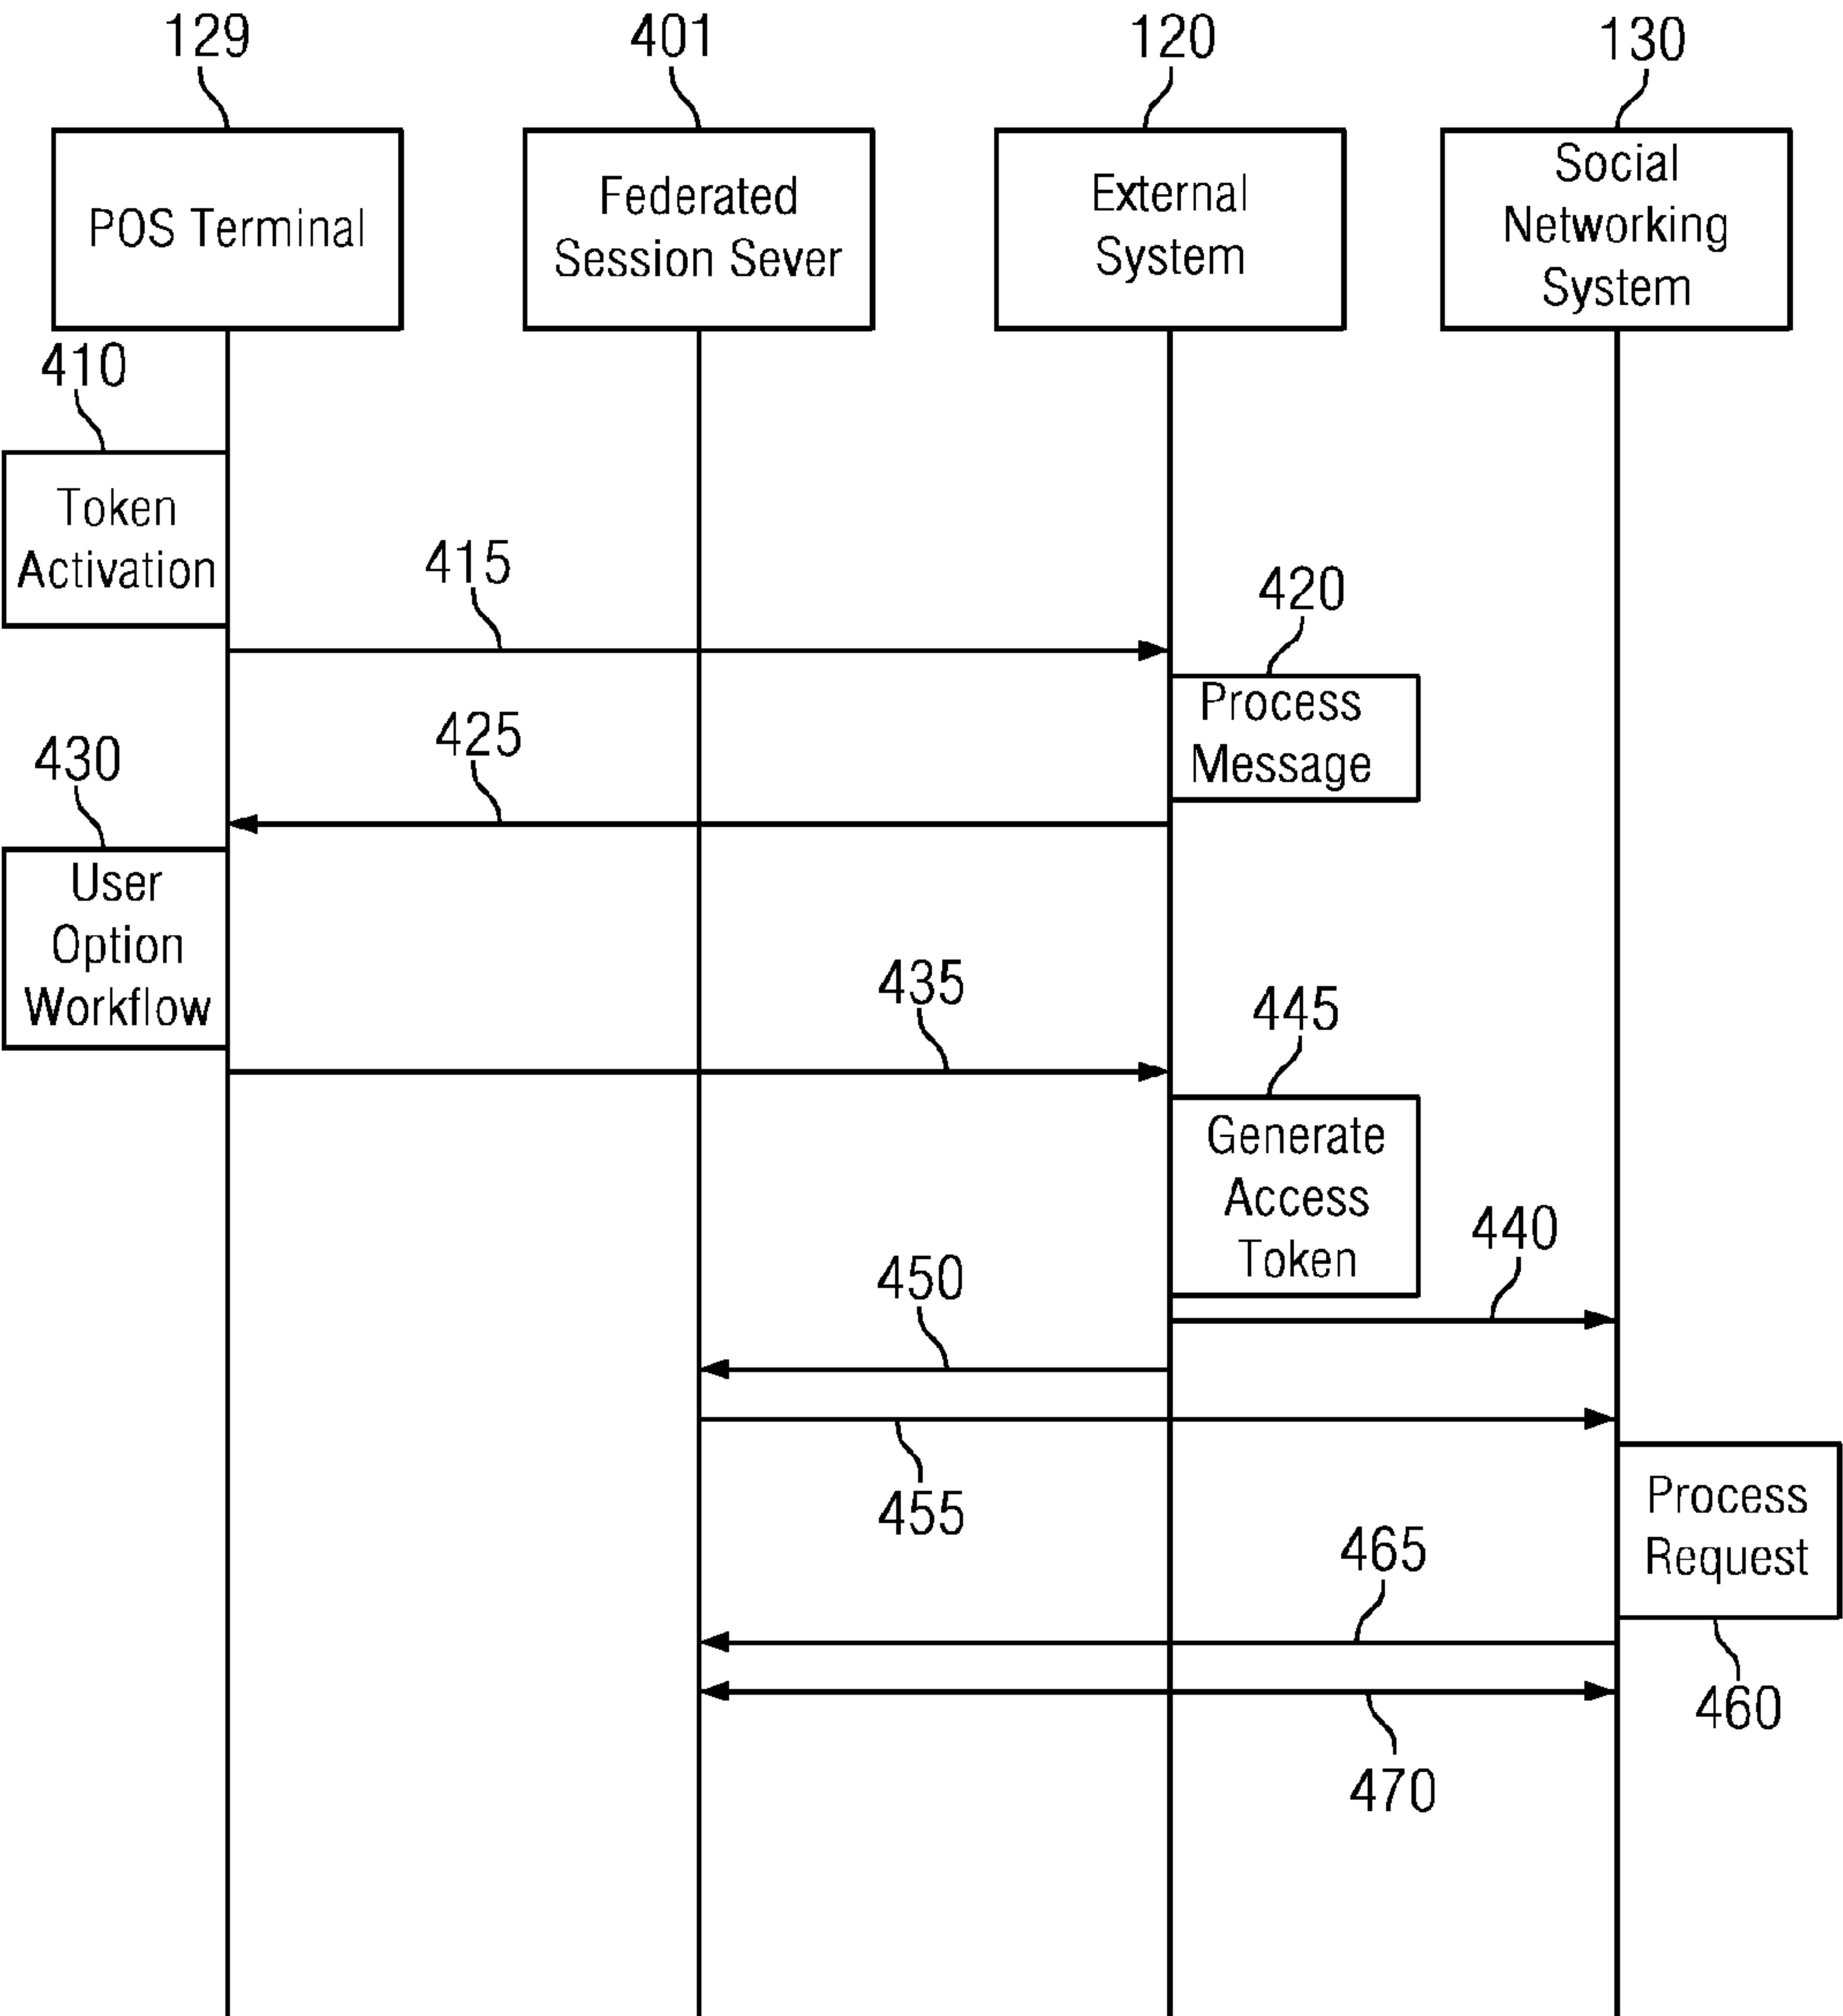 129
401
120
130
POS Terminal
Federated
Session Sever
External
System
Social
Networking
System
410
Token
Activation
415
420
Process
Message
425
430
User
Option
Workflow
435
445
Generate
Access
Token
440
450
455
Process
Request
465
460
470